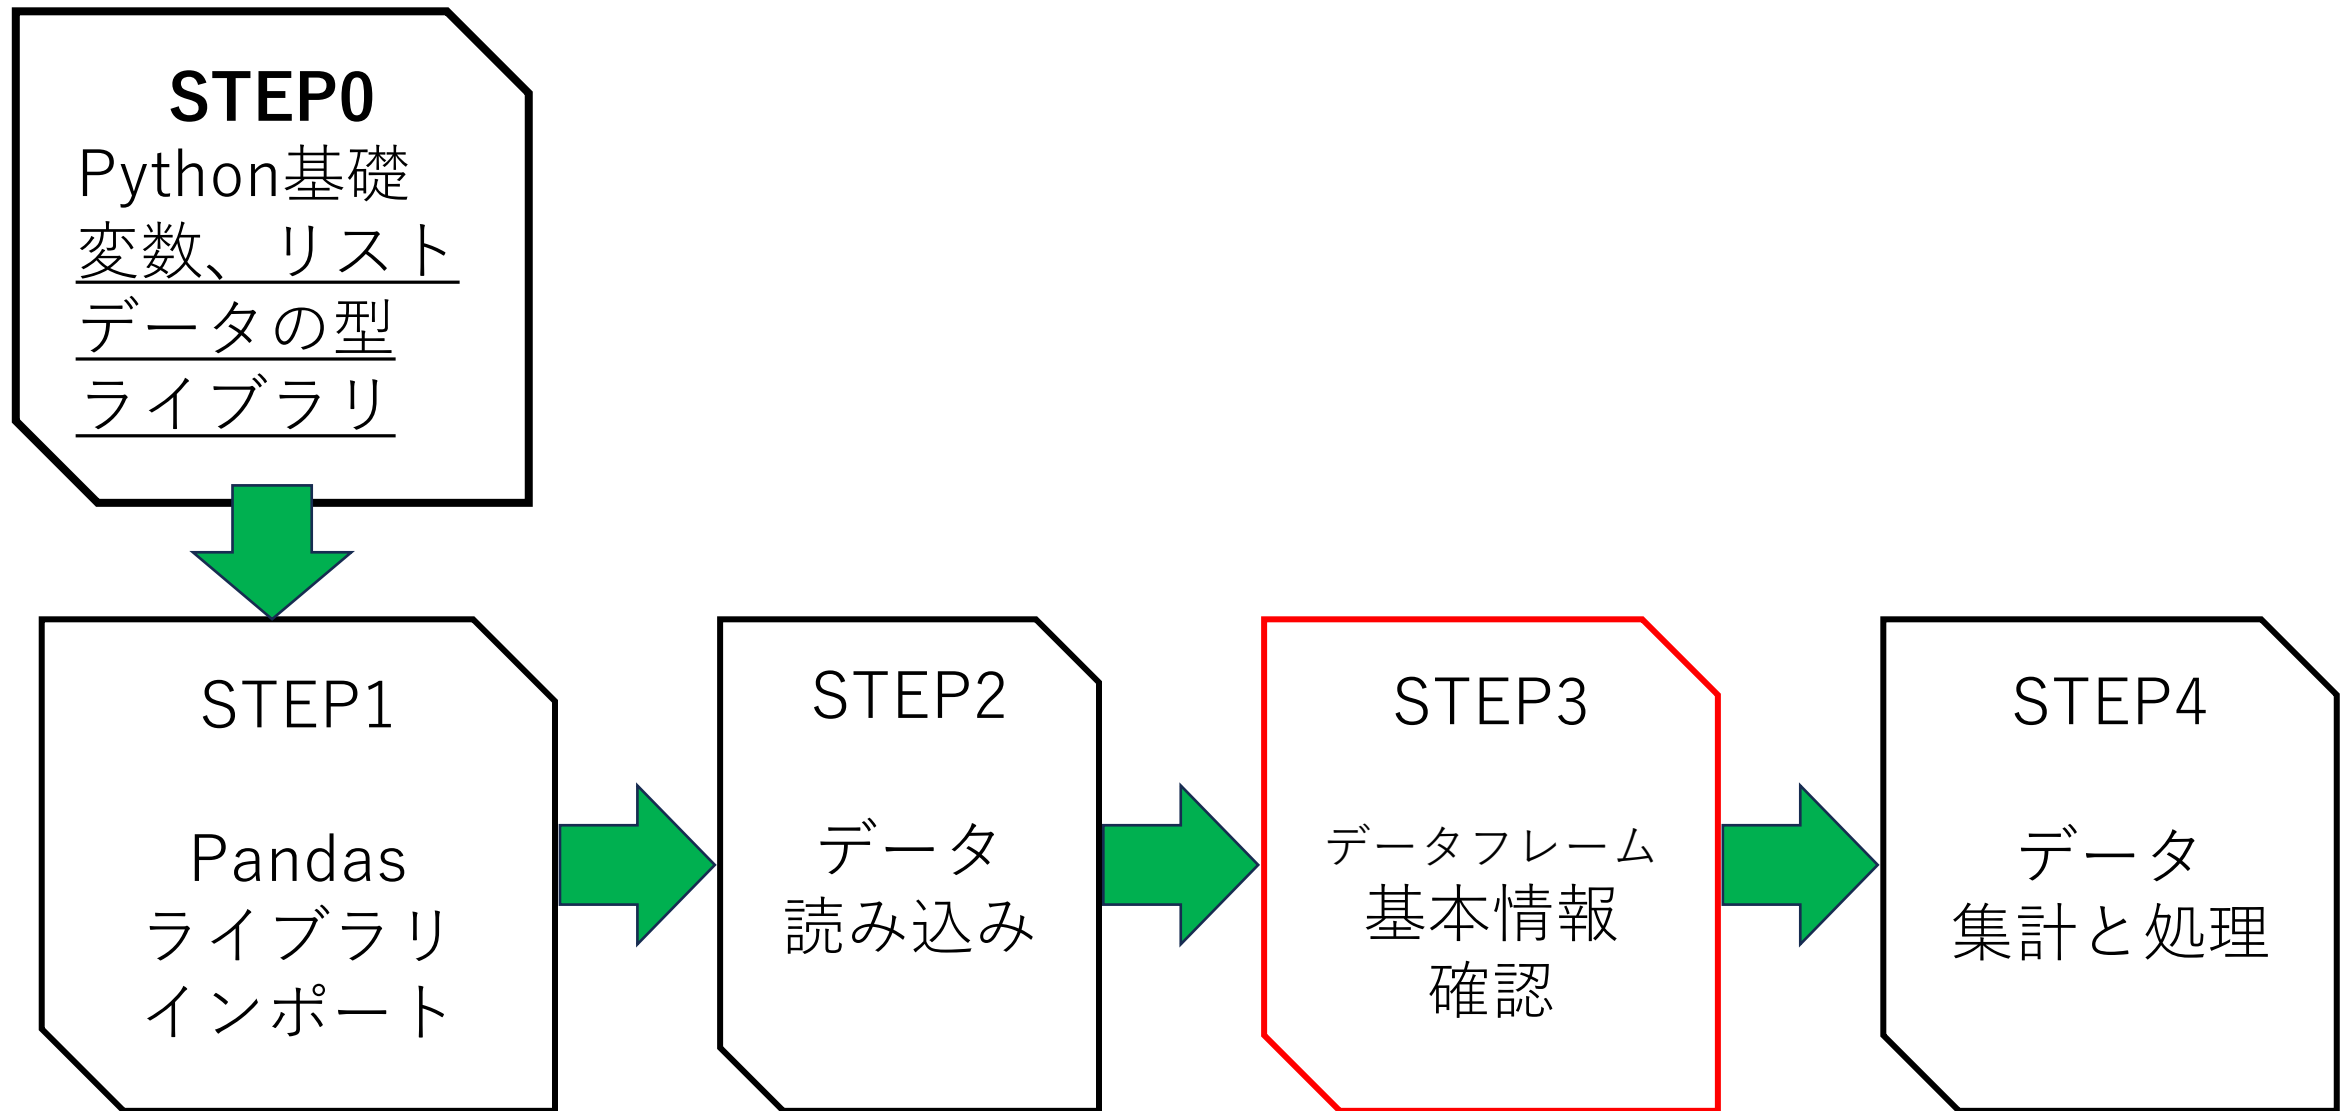 STEP0
Python基礎
変数、リスト
データの型
ライブラリ
STEP1
Pandas
ライブラリ
インポート
STEP2
データ
読み込み
STEP3
データフレーム
基本情報
確認
STEP4
データ
集計と処理